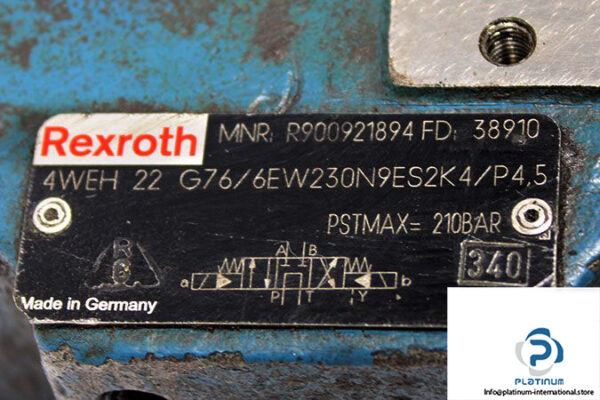 Rexroth MNR: R900921894 FD: 38910
4WEH 22 G76/6EW230N9ES2K4/P4,5
PSTMAX= 210BAR
340
A B
a b
P T Y
Made in Germany
PLATINUM
Info@platinum-international.store